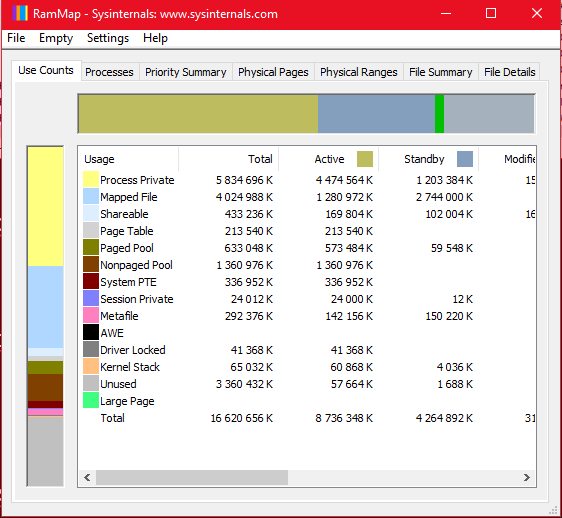 RamMap - Sysinternals: www.sysinternals.com
File Empty Settings Help
Use Counts Processes Priority Summary Physical Pages Physical Ranges File Summary File Details
Usage Total Active Standby Modifie
Process Private 5 834 696 K 4 474 564 K 1 203 384 K 15
Mapped File 4 024 988 K 1 280 972 K 2 744 000 K
Shareable 433 236 K 169 804 K 102 004 K 16
Page Table 213 540 K 213 540 K
Paged Pool 633 048 K 573 484 K 59 548 K
Nonpaged Pool 1 360 976 K 1 360 976 K
System PTE 336 952 K 336 952 K
Session Private 24 012 K 24 000 K 12 K
Metafile 292 376 K 142 156 K 150 220 K
AWE
Driver Locked 41 368 K 41 368 K
Kernel Stack 65 032 K 60 868 K 4 036 K
Unused 3 360 432 K 57 664 K 1 688 K
Large Page
Total 16 620 656 K 8 736 348 K 4 264 892 K 31